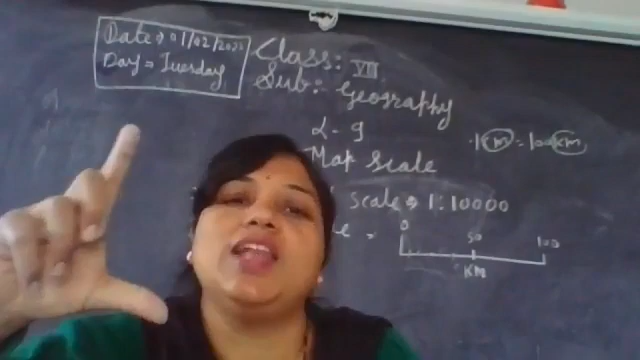 Date → 01/02/2022
Day = Tuesday
Class: VII
Sub: Geography
L-9
Map Scale
1 cm = 100 km
scale → 1:10000
0 50 100
KM